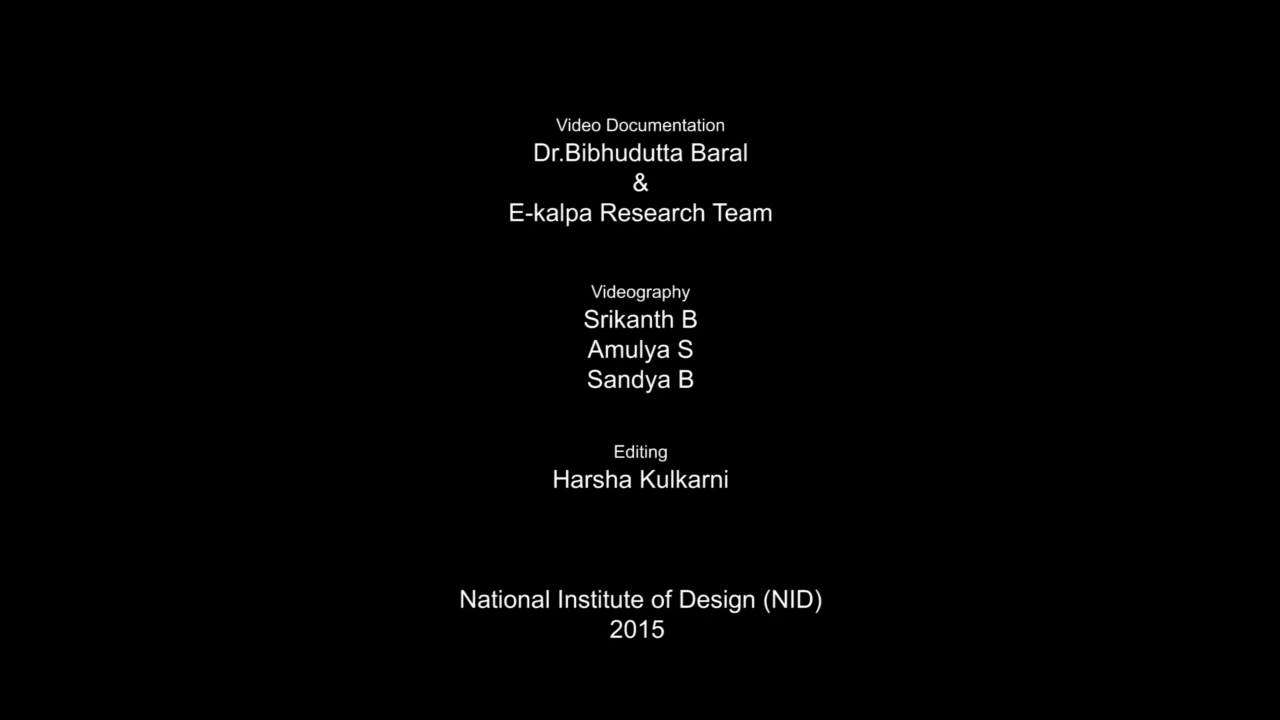 Video Documentation
Dr.Bibhudutta Baral
&
E-kalpa Research Team
Videography
Srikanth B
Amulya S
Sandya B
Editing
Harsha Kulkarni
National Institute of Design (NID)
2015